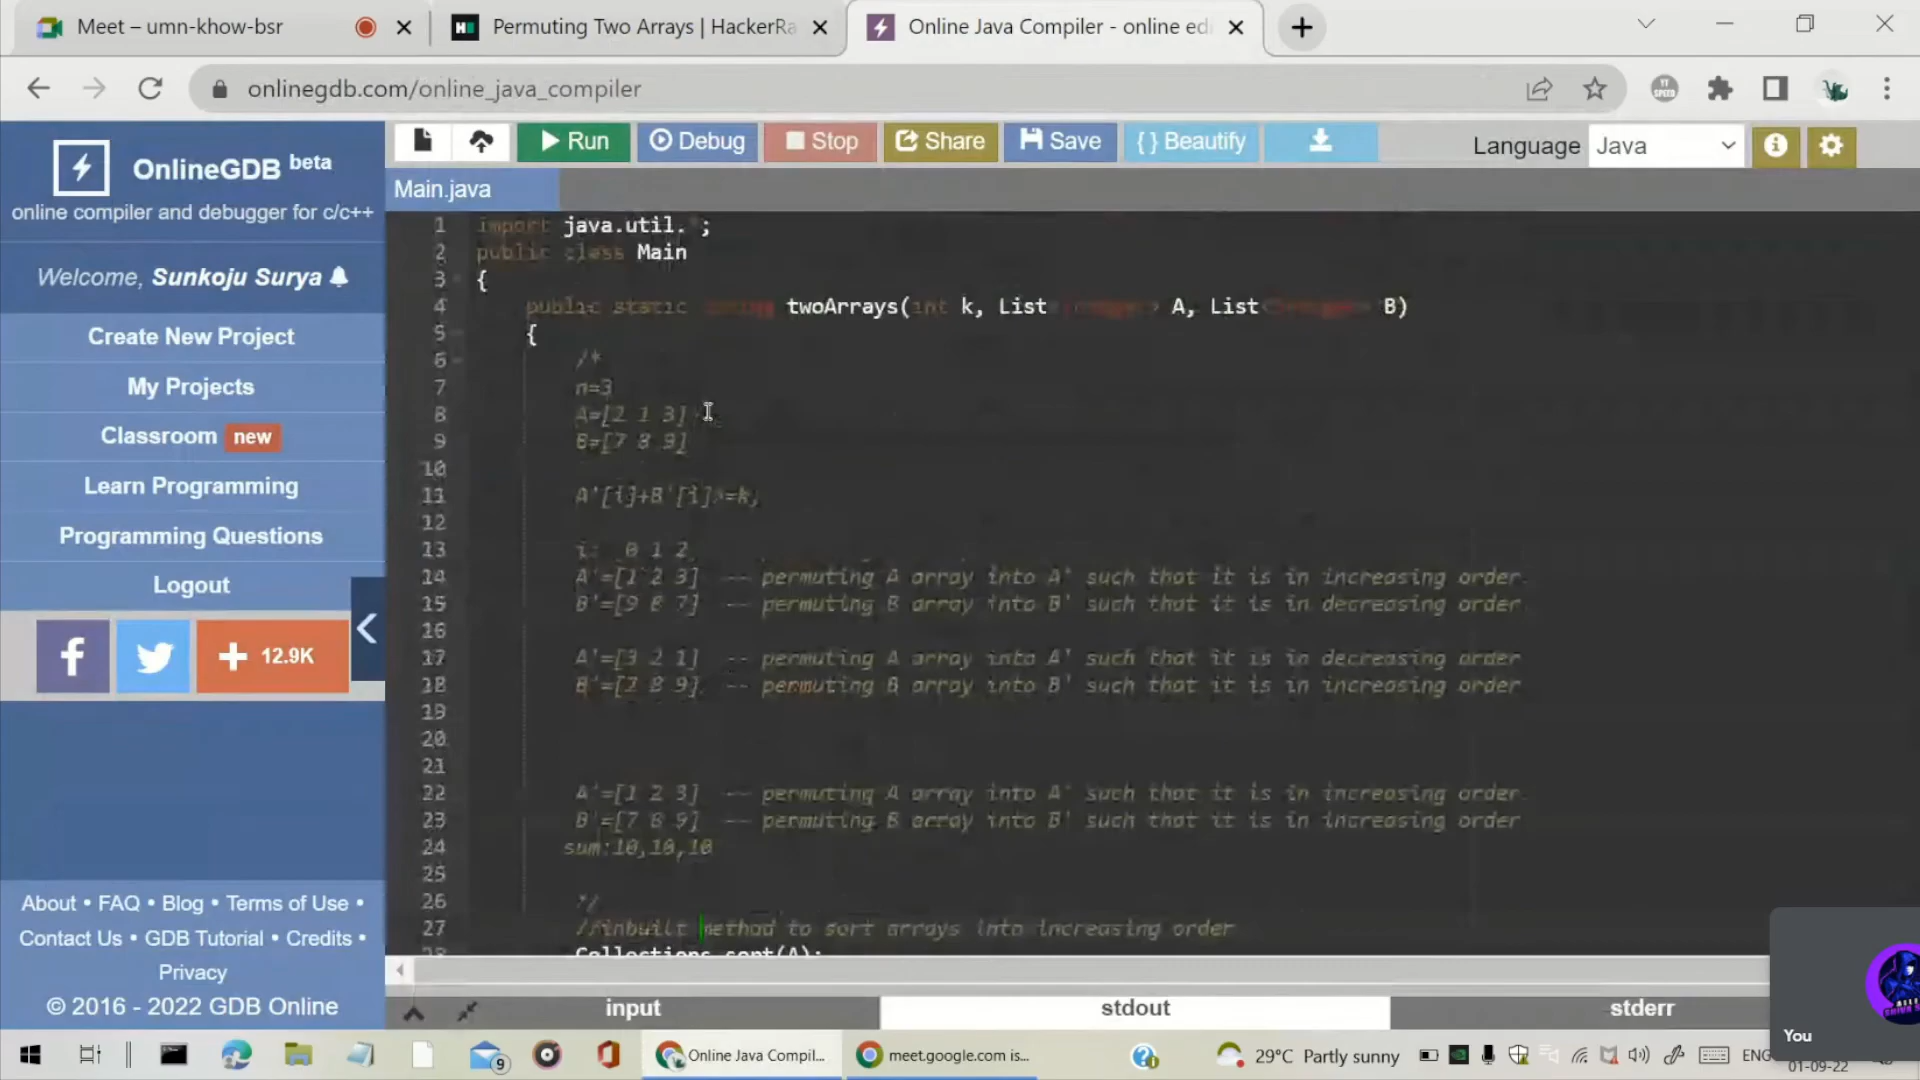 Meet – umn-khow-bsr
Permuting Two Arrays | HackerRa
Online Java Compiler - online edi
onlinegdb.com/online_java_compiler
OnlineGDB beta
online compiler and debugger for c/c++
Welcome, Sunkoju Surya
Create New Project
My Projects
Classroom new
Learn Programming
Programming Questions
Logout
12.9K
About • FAQ • Blog • Terms of Use •
Contact Us • GDB Tutorial • Credits •
Privacy
© 2016 - 2022 GDB Online
Run Debug Stop Share Save { } Beautify
Language Java
Main.java
1 import java.util.*;
2 public class Main
3 {
4 public static String twoArrays(int k, List<Integer> A, List<Integer> B)
5 {
6 /*
7 n=3
8 A=[2 1 3]
9 B=[7 8 9]
10
11 A'[i]+B'[i]>=k,
12
13 i: 0 1 2
14 A'=[1 2 3] -- permuting A array into A' such that it is in increasing order
15 B'=[9 8 7] -- permuting B array into B' such that it is in decreasing order
16
17 A'=[3 2 1] -- permuting A array into A' such that it is in decreasing order
18 B'=[7 8 9] -- permuting B array into B' such that it is in increasing order
19
20
21
22 A'=[1 2 3] -- permuting A array into A' such that it is in increasing order
23 B'=[7 8 9] -- permuting B array into B' such that it is in increasing order
24 sum:10,10,10
25
26 */
27 //inbuilt method to sort arrays into increasing order
28 Collections.sort(A);
input stdout stderr
You
Online Java Compil...
meet.google.com is...
29°C Partly sunny
ENG
01-09-22